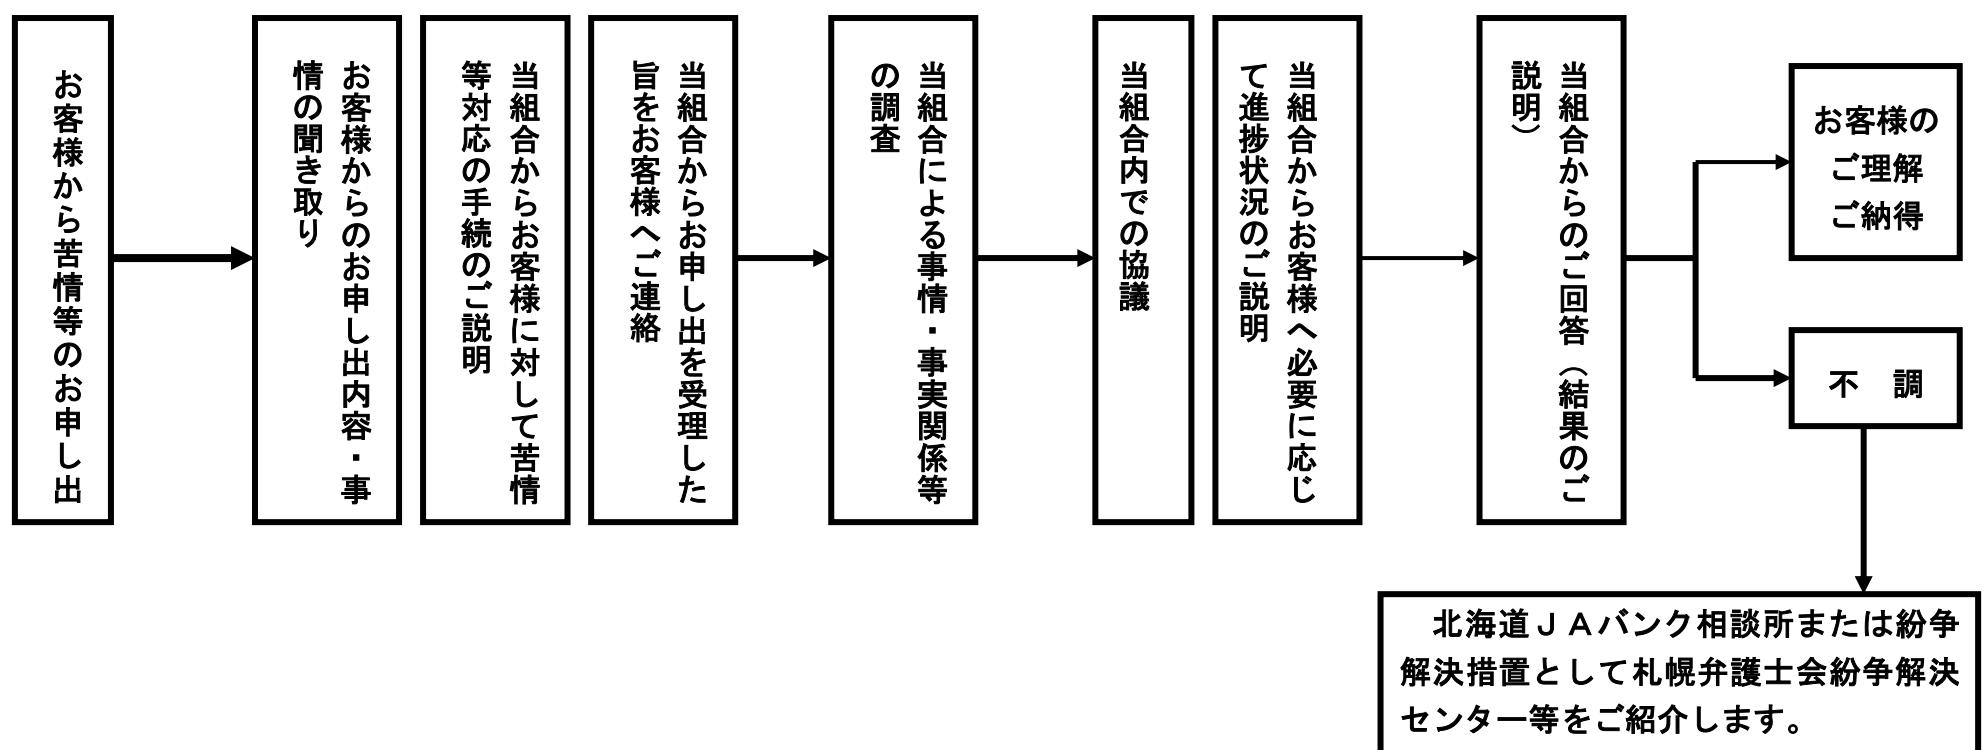 お客様から苦情等のお申し出
お客様からのお申し出内容・事
情の聞き取り
当組合からお客様に対して苦情
等対応の手続のご説明
当組合からお申し出を受理した
旨をお客様へご連絡
当組合による事情・事実関係等
の調査
当組合内での協議
当組合からお客様へ必要に応じ
て進捗状況のご説明
当組合からのご回答（結果のご
説明）
お客様の
ご理解
ご納得
不　調
北海道ＪＡバンク相談所または紛争
解決措置として札幌弁護士会紛争解決
センター等をご紹介します。